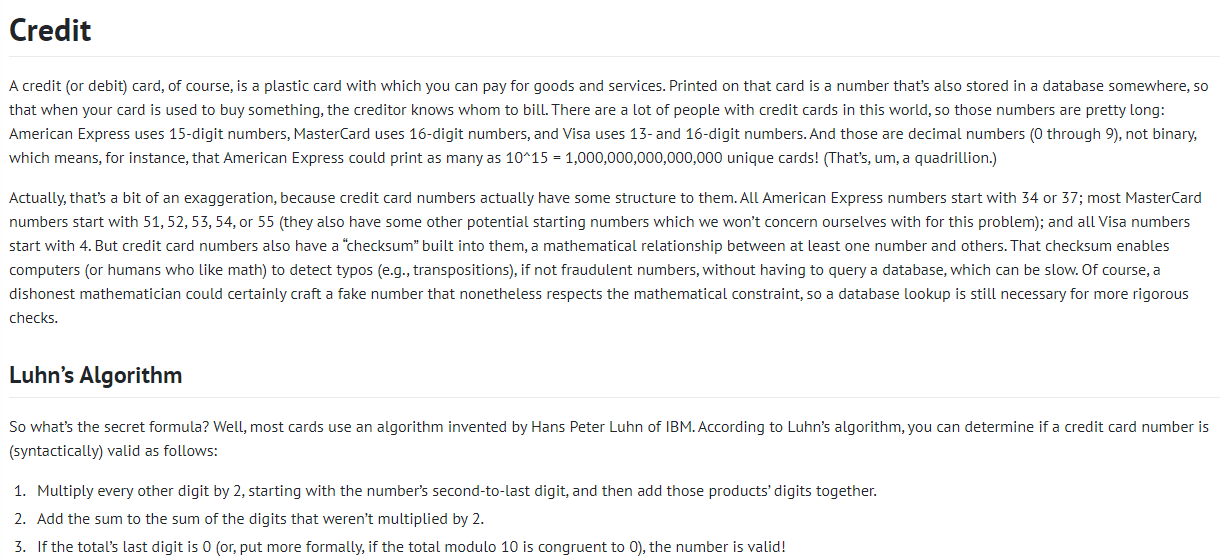 Credit
A credit (or debit) card, of course, is a plastic card with which you can pay for goods and services. Printed on that card is a number that’s also stored in a database somewhere, so
that when your card is used to buy something, the creditor knows whom to bill. There are a lot of people with credit cards in this world, so those numbers are pretty long:
American Express uses 15-digit numbers, MasterCard uses 16-digit numbers, and Visa uses 13- and 16-digit numbers. And those are decimal numbers (0 through 9), not binary,
which means, for instance, that American Express could print as many as 10^15 = 1,000,000,000,000,000 unique cards! (That’s, um, a quadrillion.)
Actually, that’s a bit of an exaggeration, because credit card numbers actually have some structure to them. All American Express numbers start with 34 or 37; most MasterCard
numbers start with 51, 52, 53, 54, or 55 (they also have some other potential starting numbers which we won’t concern ourselves with for this problem); and all Visa numbers
start with 4. But credit card numbers also have a “checksum” built into them, a mathematical relationship between at least one number and others. That checksum enables
computers (or humans who like math) to detect typos (e.g., transpositions), if not fraudulent numbers, without having to query a database, which can be slow. Of course, a
dishonest mathematician could certainly craft a fake number that nonetheless respects the mathematical constraint, so a database lookup is still necessary for more rigorous
checks.
Luhn’s Algorithm
So what’s the secret formula? Well, most cards use an algorithm invented by Hans Peter Luhn of IBM. According to Luhn’s algorithm, you can determine if a credit card number is
(syntactically) valid as follows:
1. Multiply every other digit by 2, starting with the number’s second-to-last digit, and then add those products’ digits together.
2. Add the sum to the sum of the digits that weren’t multiplied by 2.
3. If the total’s last digit is 0 (or, put more formally, if the total modulo 10 is congruent to 0), the number is valid!